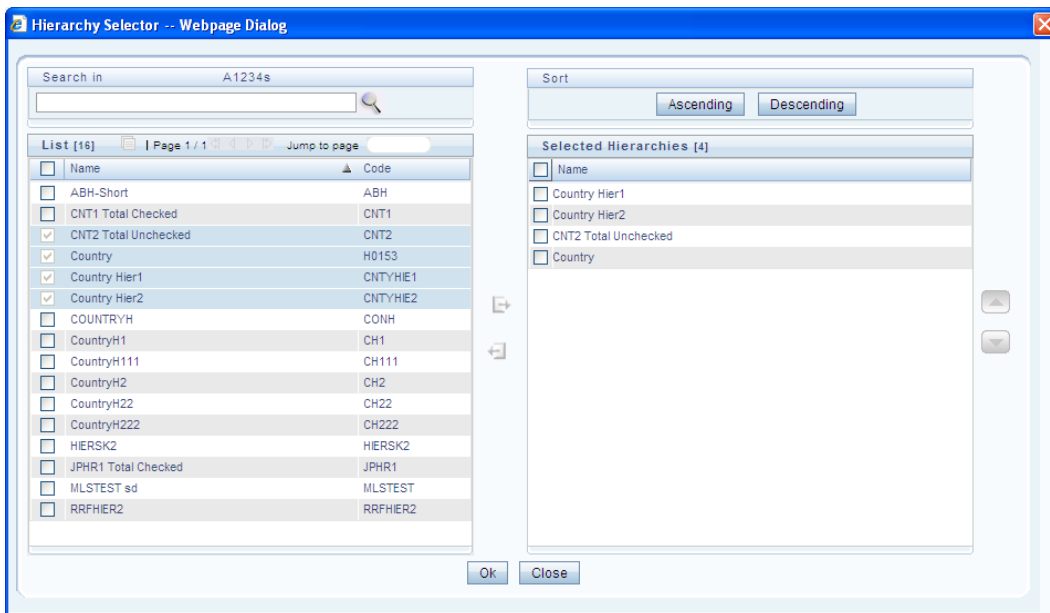 Hierarchy Selector -- Webpage Dialog
Search in A1234s
Sort
Ascending Descending
List [16] | Page 1 / 1 Jump to page
Selected Hierarchies [4]
Name Code
Name
ABH-Short ABH
CNT1 Total Checked CNT1
CNT2 Total Unchecked CNT2
Country H0153
Country Hier1 CNTYHIE1
Country Hier2 CNTYHIE2
COUNTRYH CONH
CountryH1 CH1
CountryH111 CH111
CountryH2 CH2
CountryH22 CH22
CountryH222 CH222
HIERSK2 HIERSK2
JPHR1 Total Checked JPHR1
MLSTEST sd MLSTEST
RRFHIER2 RRFHIER2
Country Hier1
Country Hier2
CNT2 Total Unchecked
Country
Ok Close